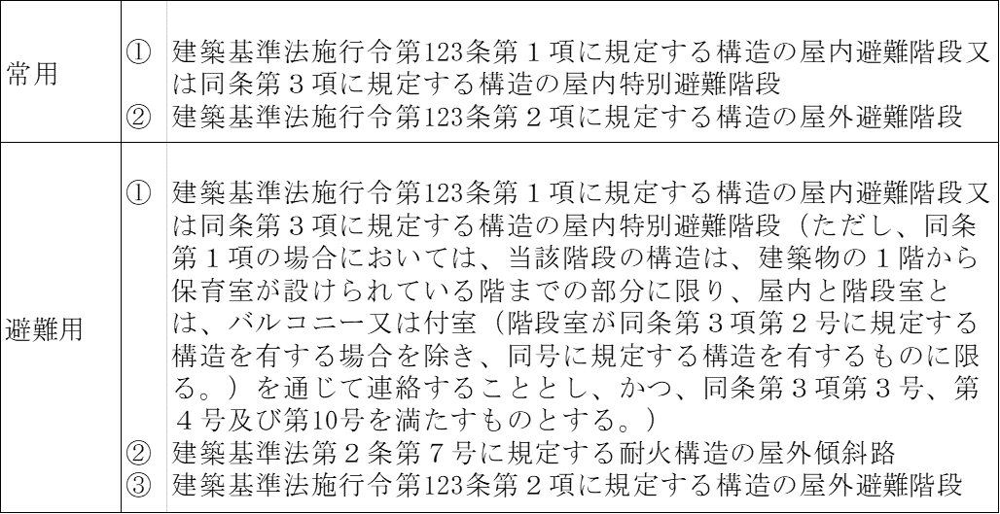 常用
① 建築基準法施行令第123条第１項に規定する構造の屋内避難階段又
は同条第３項に規定する構造の屋内特別避難階段
② 建築基準法施行令第123条第２項に規定する構造の屋外避難階段
避難用
① 建築基準法施行令第123条第１項に規定する構造の屋内避難階段又
は同条第３項に規定する構造の屋内特別避難階段（ただし、同条
第１項の場合においては、当該階段の構造は、建築物の１階から
保育室が設けられている階までの部分に限り、屋内と階段室と
は、バルコニー又は付室（階段室が同条第３項第２号に規定する
構造を有する場合を除き、同号に規定する構造を有するものに限
る。）を通じて連絡することとし、かつ、同条第３項第３号、第
４号及び第10号を満たすものとする。）
② 建築基準法第２条第７号に規定する耐火構造の屋外傾斜路
③ 建築基準法施行令第123条第２項に規定する構造の屋外避難階段